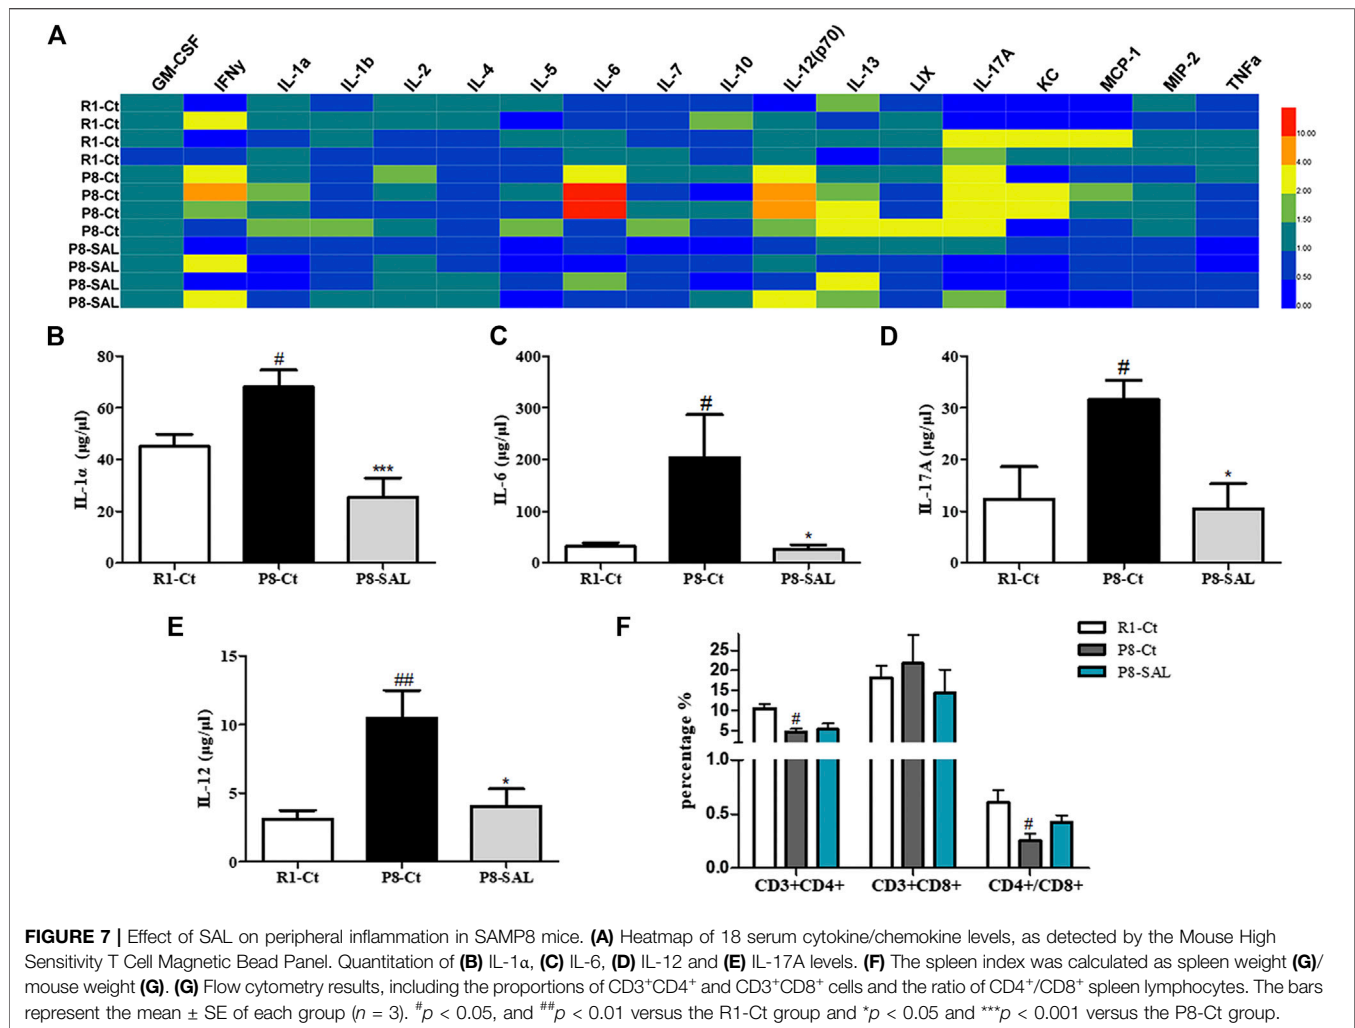 A
GM-CSF IFNy IL-1a IL-1b IL-2 IL-4 IL-5 IL-6 IL-7 IL-10 IL-12(p70) IL-13 LIX IL-17A KC MCP-1 MIP-2 TNFa
R1-Ct
R1-Ct
R1-Ct
R1-Ct
P8-Ct
P8-Ct
P8-Ct
P8-Ct
P8-SAL
P8-SAL
P8-SAL
P8-SAL
10.00
4.00
2.00
1.50
1.00
0.50
0.00
B
IL-1α (µg/µl)
80
60
40
20
0
#
***
R1-Ct P8-Ct P8-SAL
C
IL-6 (µg/µl)
400
300
200
100
0
#
*
R1-Ct P8-Ct P8-SAL
D
IL-17A (µg/µl)
40
30
20
10
0
#
*
R1-Ct P8-Ct P8-SAL
E
IL-12 (µg/µl)
15
10
5
0
##
*
R1-Ct P8-Ct P8-SAL
F
percentage %
25
20
15
10
5
1.0
0.5
0.0
#
#
CD3+CD4+ CD3+CD8+ CD4+/CD8+
R1-Ct
P8-Ct
P8-SAL
FIGURE 7 | Effect of SAL on peripheral inflammation in SAMP8 mice. (A) Heatmap of 18 serum cytokine/chemokine levels, as detected by the Mouse High
Sensitivity T Cell Magnetic Bead Panel. Quantitation of (B) IL-1α, (C) IL-6, (D) IL-12 and (E) IL-17A levels. (F) The spleen index was calculated as spleen weight (G)/
mouse weight (G). (G) Flow cytometry results, including the proportions of CD3⁺CD4⁺ and CD3⁺CD8⁺ cells and the ratio of CD4⁺/CD8⁺ spleen lymphocytes. The bars
represent the mean ± SE of each group (n = 3). #p < 0.05, and ##p < 0.01 versus the R1-Ct group and *p < 0.05 and ***p < 0.001 versus the P8-Ct group.